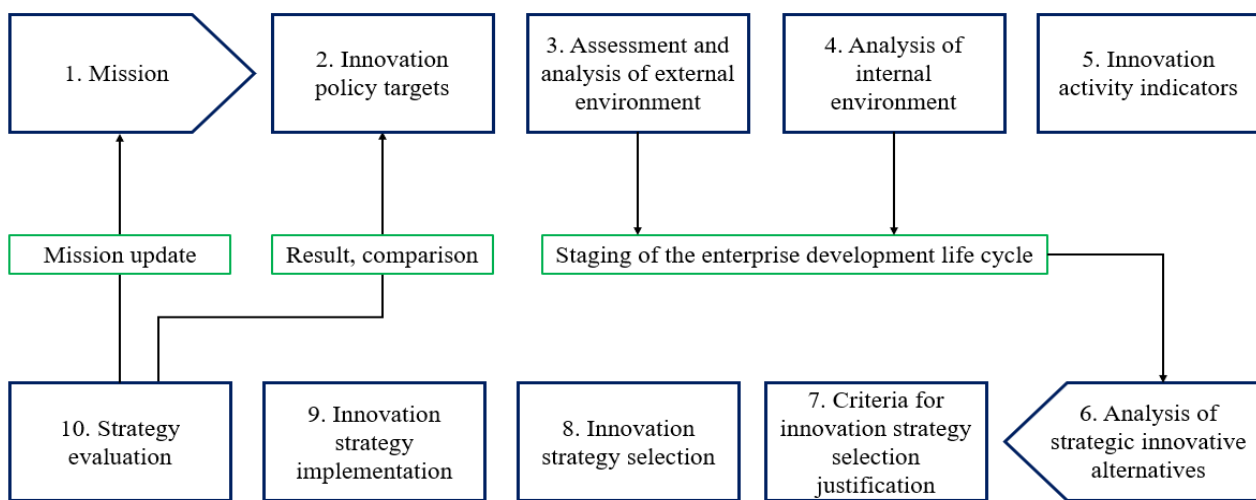 1. Mission
2. Innovation
policy targets
3. Assessment and
analysis of external
environment
4. Analysis of
internal
environment
5. Innovation
activity indicators
Mission update
Result, comparison
Staging of the enterprise development life cycle
10. Strategy
evaluation
9. Innovation
strategy
implementation
8. Innovation
strategy selection
7. Criteria for
innovation strategy
selection
justification
6. Analysis of
strategic innovative
alternatives